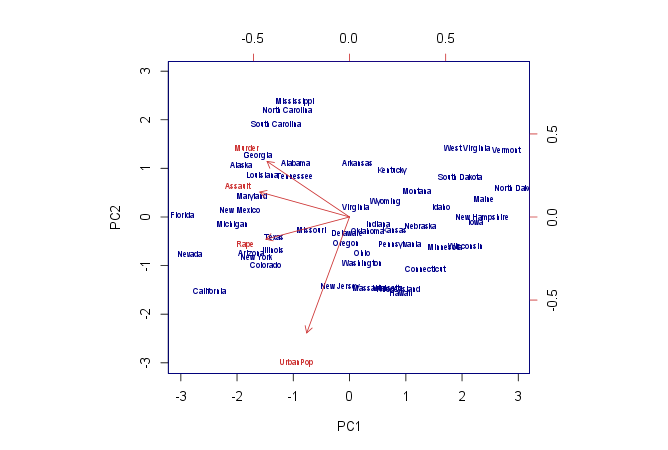 -0.5 0.0 0.5
3
Mississippi
North Carolina
2
South Carolina
0.5
Murder West Virginia Vermont
Georgia
Alaska Alabama Arkansas
1
Louisiana Tennessee Kentucky South Dakota
Assault Montana North Dak
Maryland Wyoming Maine
New Mexico Virginia Idaho
Florida 0 New Hampshire 0.0
Michigan Indiana Iowa
Missouri Delaware Oklahoma Kansas Nebraska
Texas
Rape Oregon Pennsylvania Minnesota Wisconsin
Nevada Arizona Illinois Ohio
New York
-1 Colorado Washington Connecticut
California New Jersey Hawaii
-0.5
-2
-3 UrbanPop
-3 -2 -1 0 1 2 3
PC1
PC2